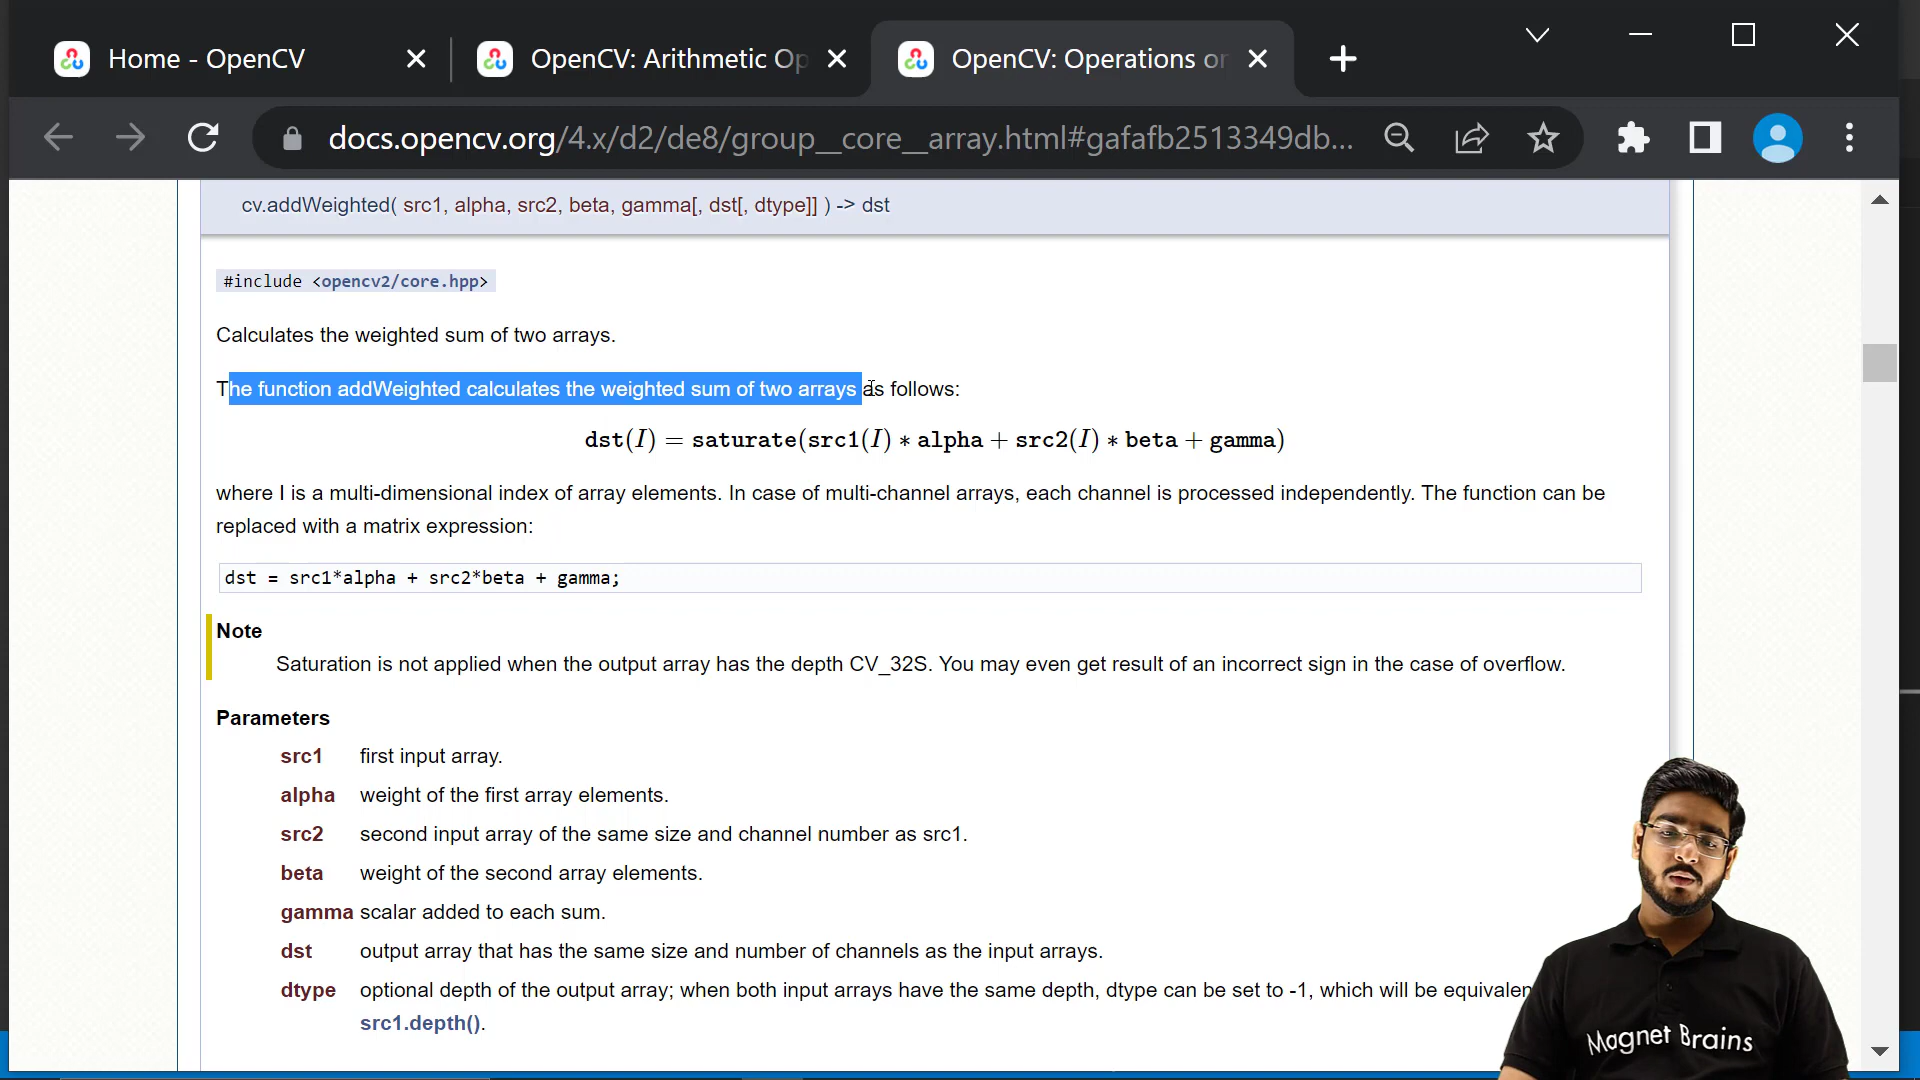 Home - OpenCV
OpenCV: Arithmetic Op
OpenCV: Operations or
docs.opencv.org/4.x/d2/de8/group__core__array.html#gafafb2513349db...
cv.addWeighted( src1, alpha, src2, beta, gamma[, dst[, dtype]] ) -> dst
#include <opencv2/core.hpp>
Calculates the weighted sum of two arrays.
The function addWeighted calculates the weighted sum of two arrays as follows:
dst(I) = saturate(src1(I) * alpha + src2(I) * beta + gamma)
where I is a multi-dimensional index of array elements. In case of multi-channel arrays, each channel is processed independently. The function can be
replaced with a matrix expression:
dst = src1*alpha + src2*beta + gamma;
Note
Saturation is not applied when the output array has the depth CV_32S. You may even get result of an incorrect sign in the case of overflow.
Parameters
src1 first input array.
alpha weight of the first array elements.
src2 second input array of the same size and channel number as src1.
beta weight of the second array elements.
gamma scalar added to each sum.
dst output array that has the same size and number of channels as the input arrays.
dtype optional depth of the output array; when both input arrays have the same depth, dtype can be set to -1, which will be equivalen
src1.depth().
Magnet Brains